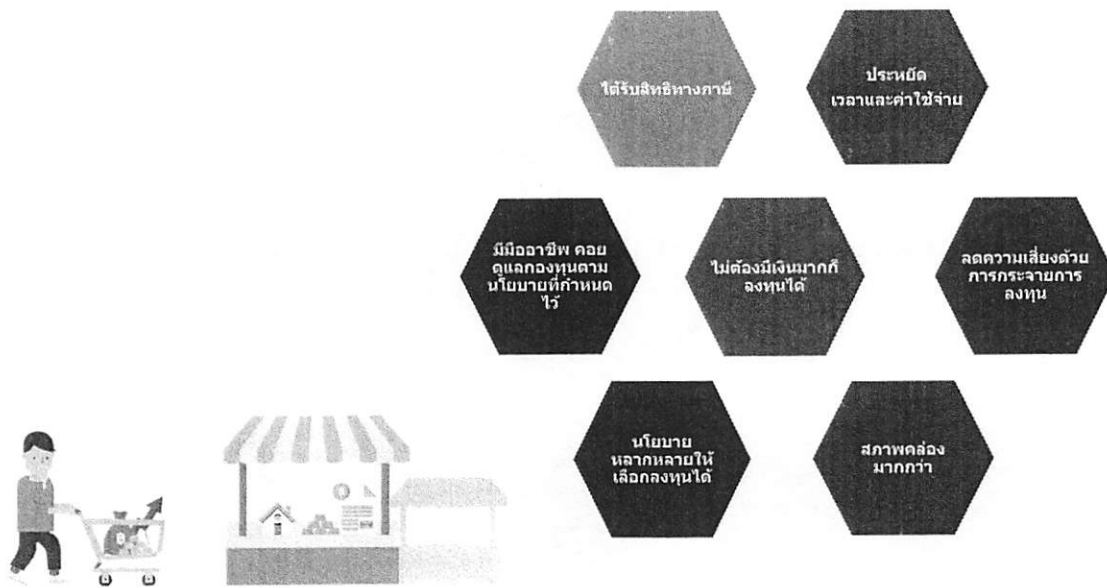 ได้รับสิทธิทางภาษี
ประหยัด
เวลาและค่าใช้จ่าย
มีมืออาชีพ คอย
ดูแลกองทุนตาม
นโยบายที่กำหนด
ไว้
ไม่ต้องมีเงินมากก็
ลงทุนได้
ลดความเสี่ยงด้วย
การกระจายการ
ลงทุน
นโยบาย
หลากหลายให้
เลือกลงทุนได้
สภาพคล่อง
มากกว่า